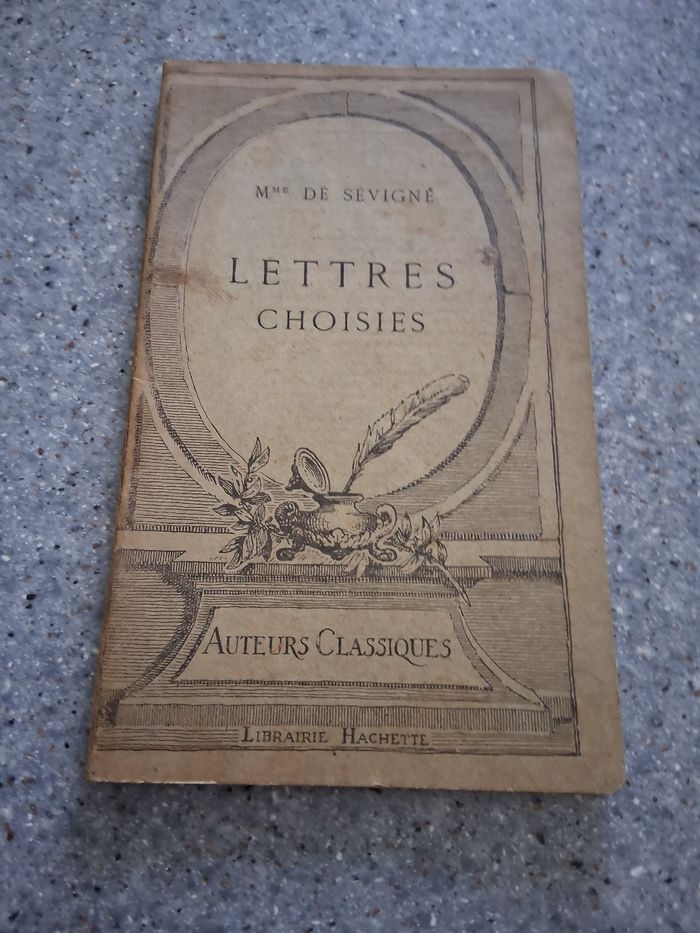 Mᵐᵉ DE SÉVIGNÉ
LETTRES
CHOISIES
AUTEURS CLASSIQUES
LIBRAIRIE HACHETTE